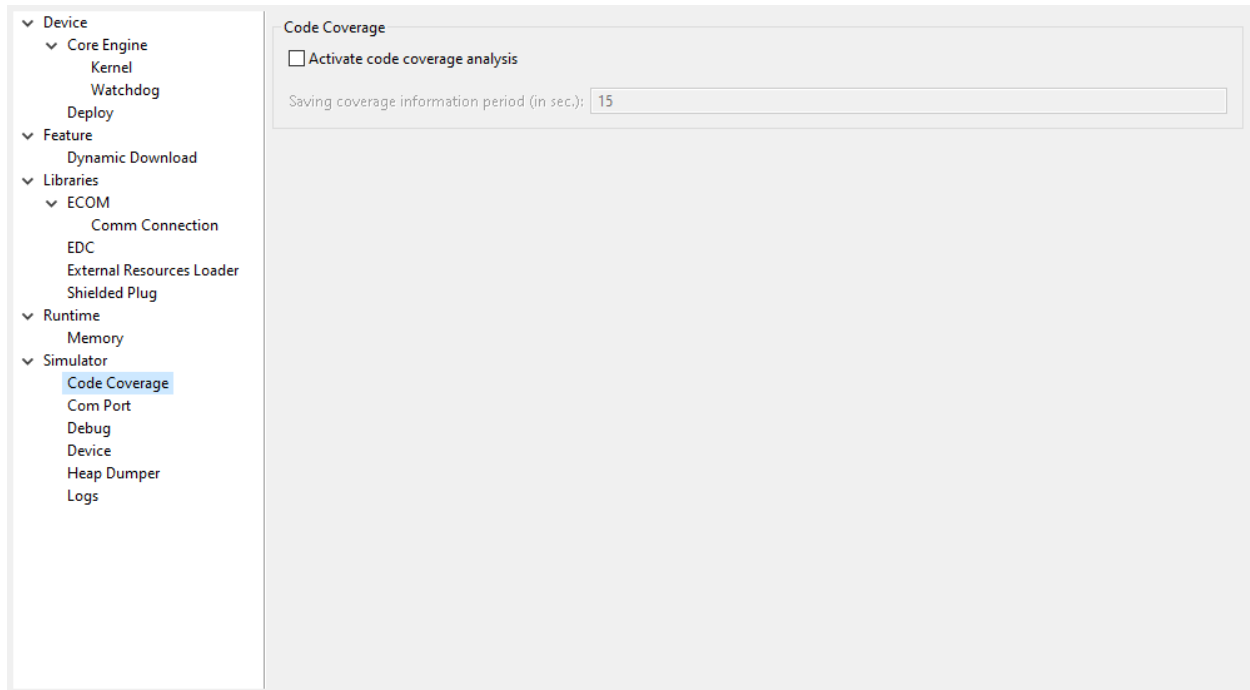 Device
Core Engine
Kernel
Watchdog
Deploy
Feature
Dynamic Download
Libraries
ECOM
Comm Connection
EDC
External Resources Loader
Shielded Plug
Runtime
Memory
Simulator
Code Coverage
Com Port
Debug
Device
Heap Dumper
Logs
Code Coverage
Activate code coverage analysis
Saving coverage information period (in sec.): 15